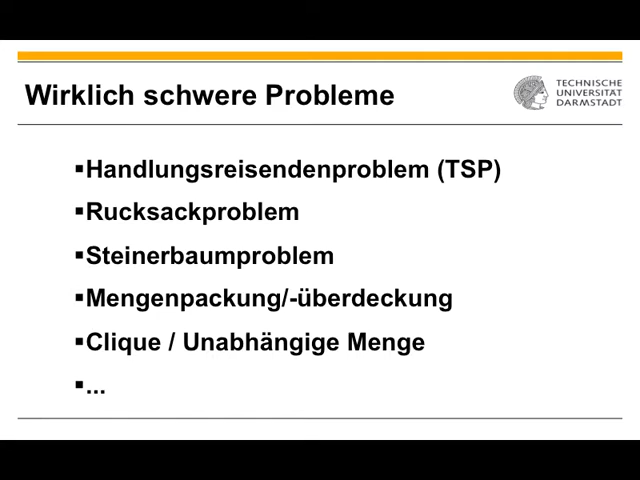 Wirklich schwere Probleme
TECHNISCHE
UNIVERSITÄT
DARMSTADT
▪Handlungsreisendenproblem (TSP)
▪Rucksackproblem
▪Steinerbaumproblem
▪Mengenpackung/-überdeckung
▪Clique / Unabhängige Menge
▪...